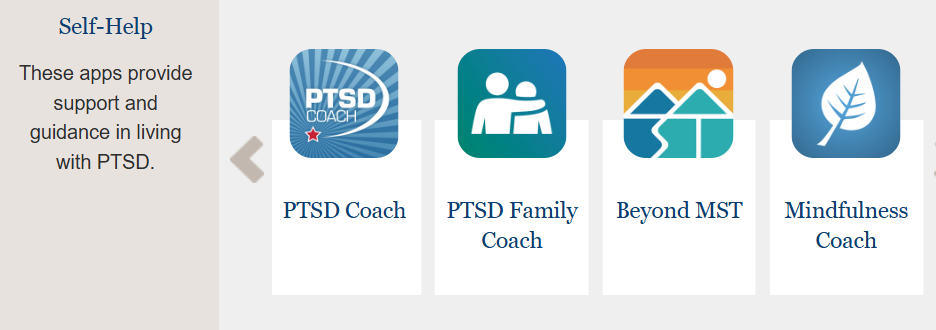 Self-Help
These apps provide
support and
guidance in living
with PTSD.
PTSD
COACH
PTSD Coach
PTSD Family
Coach
Beyond MST
Mindfulness
Coach